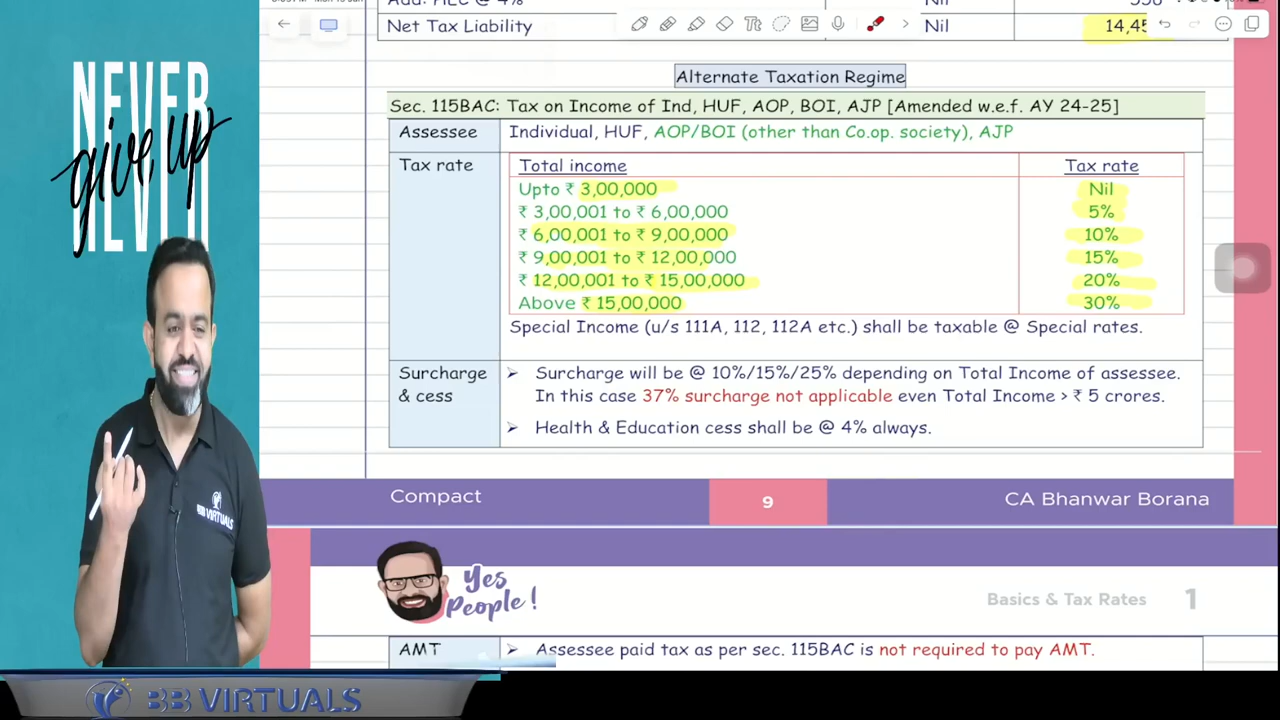 Net Tax Liability Nil 14,45
Alternate Taxation Regime
Sec. 115BAC: Tax on Income of Ind, HUF, AOP, BOI, AJP [Amended w.e.f. AY 24-25]
Assessee Individual, HUF, AOP/BOI (other than Co.op. society), AJP
Tax rate Total income Tax rate
Upto ₹ 3,00,000 Nil
₹ 3,00,001 to ₹ 6,00,000 5%
₹ 6,00,001 to ₹ 9,00,000 10%
₹ 9,00,001 to ₹ 12,00,000 15%
₹ 12,00,001 to ₹ 15,00,000 20%
Above ₹ 15,00,000 30%
Special Income (u/s 111A, 112, 112A etc.) shall be taxable @ Special rates.
Surcharge & cess
➢ Surcharge will be @ 10%/15%/25% depending on Total Income of assessee.
In this case 37% surcharge not applicable even Total Income > ₹ 5 crores.
➢ Health & Education cess shall be @ 4% always.
Compact 9 CA Bhanwar Borana
Yes
People!
Basics & Tax Rates 1
AMT ➢ Assessee paid tax as per sec. 115BAC is not required to pay AMT.
NEVER
give up
NEVER
BB VIRTUALS
BB VIRTUALS